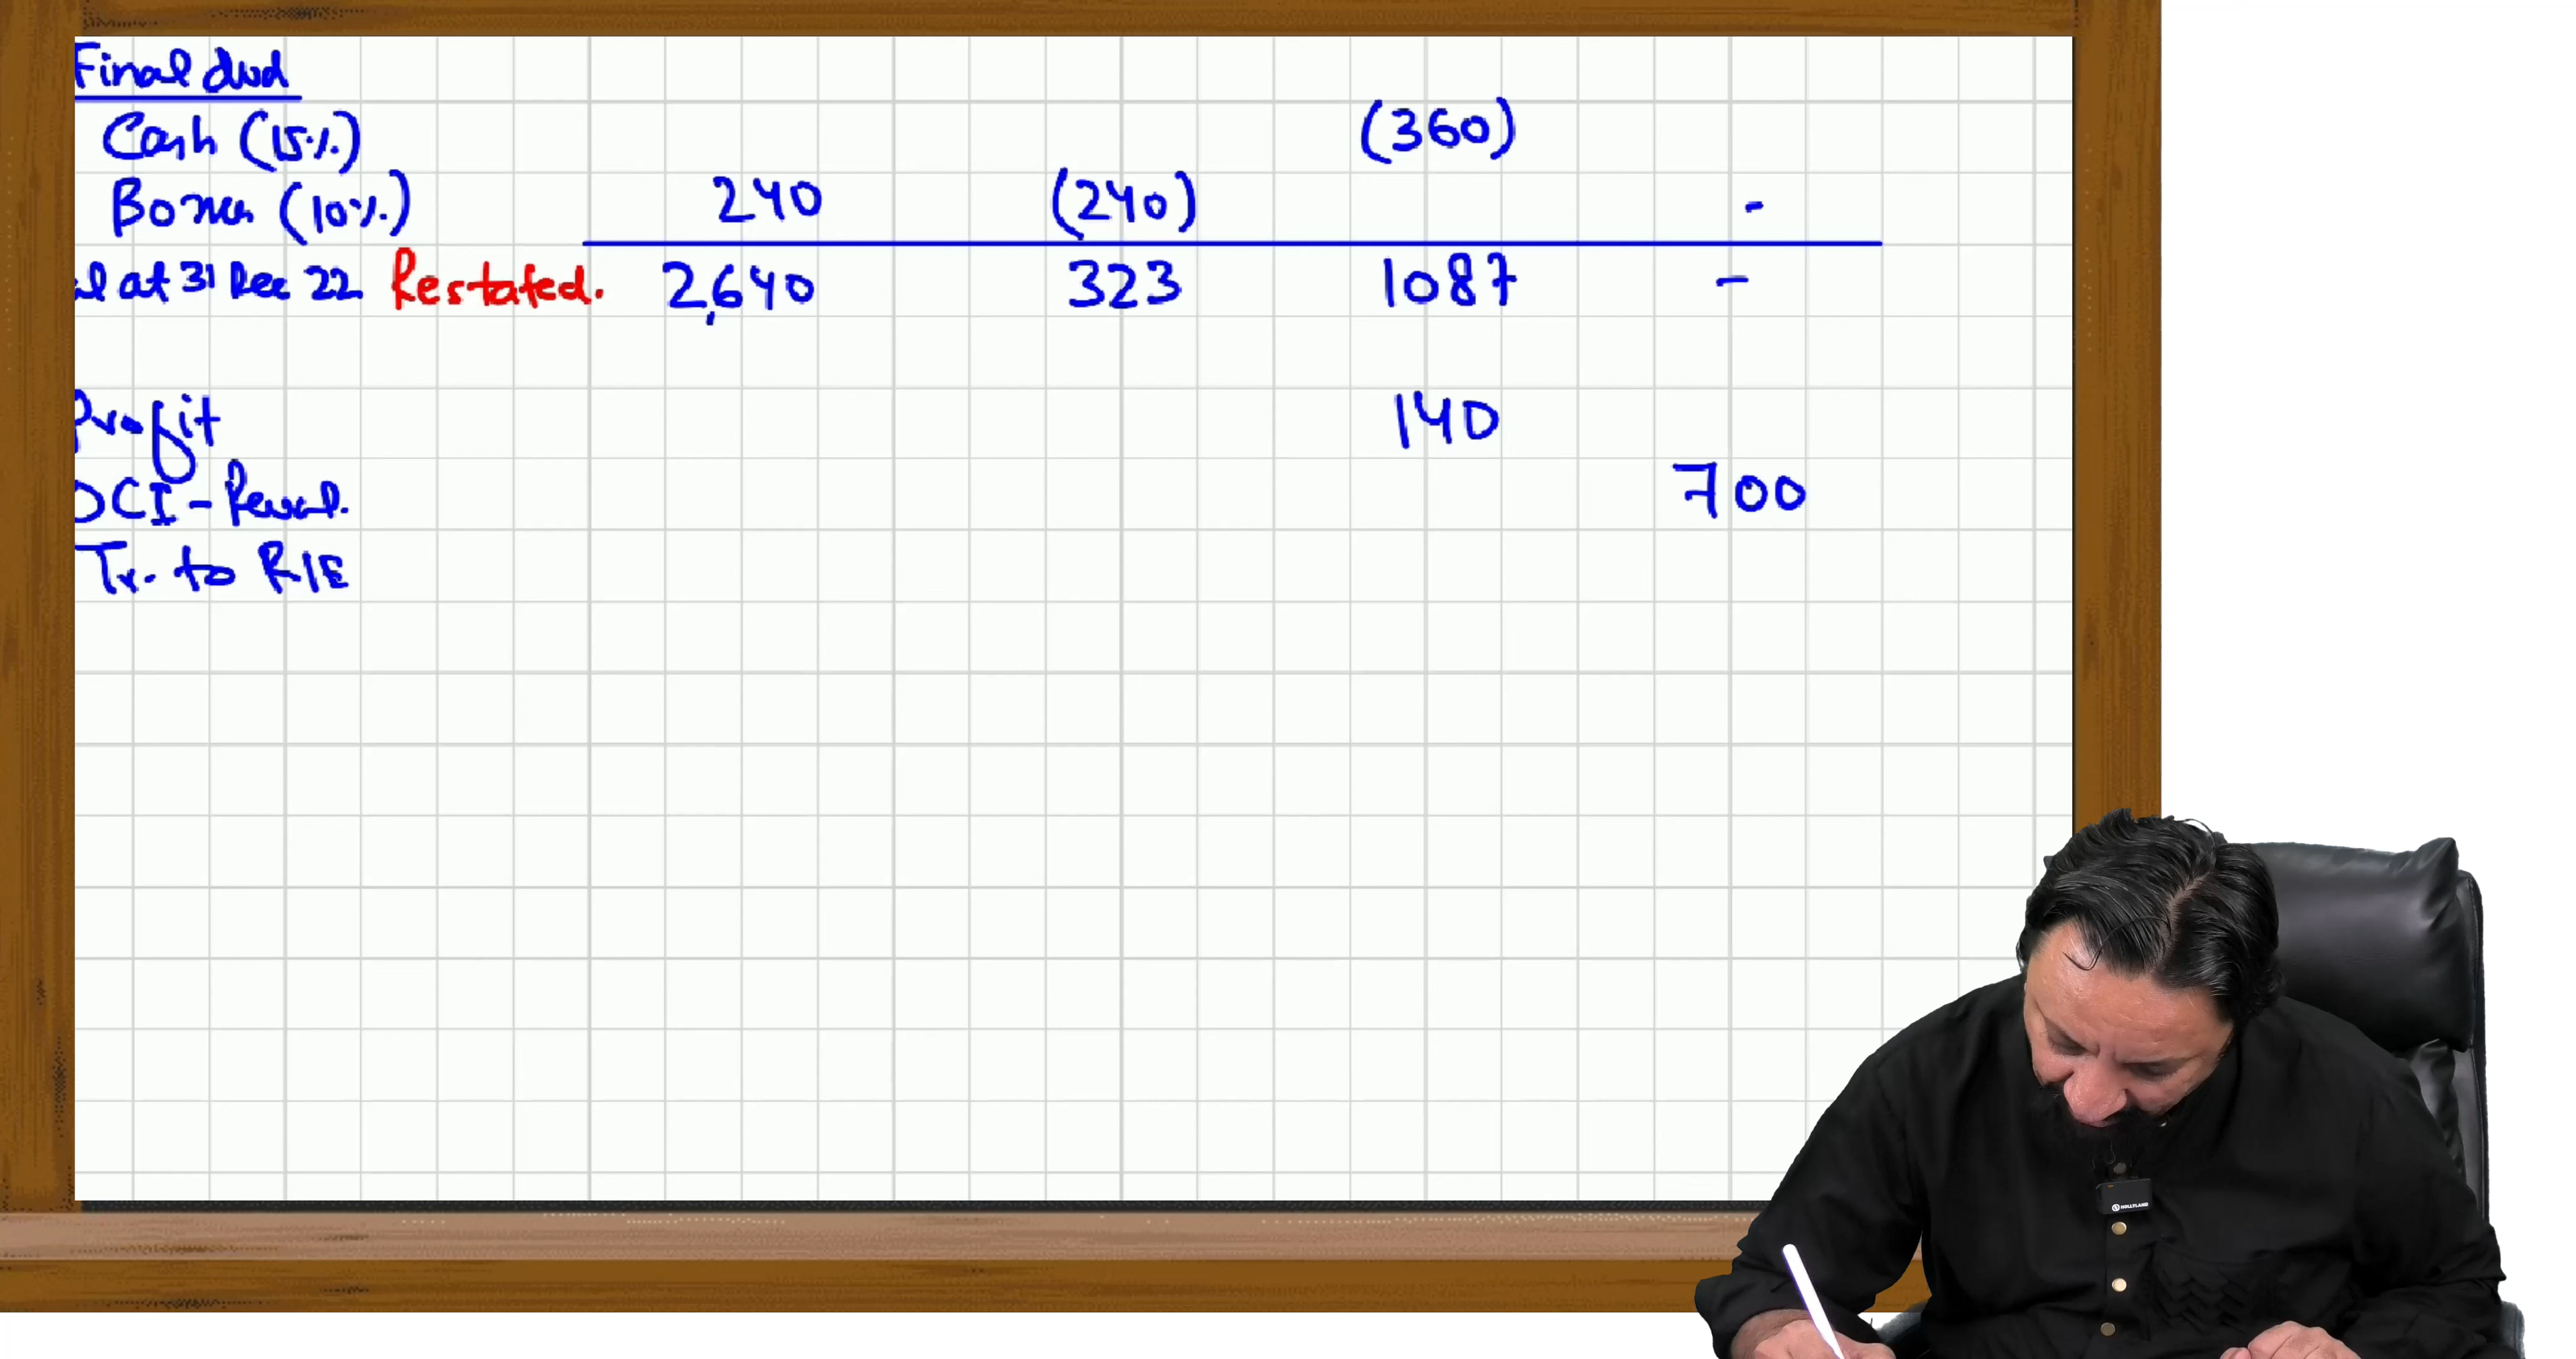 Final dvd
Cash (15%) (360)
Bonus (10%) 240 (240) -
l at 31 Dec 22 Restated. 2,640 323 1087 -
Profit 140
OCI - Reval. 700
Tr. to R/E
HOLLYLAND